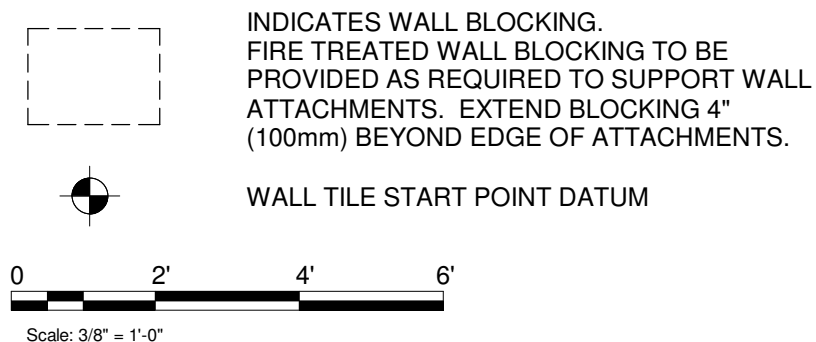 INDICATES WALL BLOCKING.
FIRE TREATED WALL BLOCKING TO BE
PROVIDED AS REQUIRED TO SUPPORT WALL
ATTACHMENTS. EXTEND BLOCKING 4"
(100mm) BEYOND EDGE OF ATTACHMENTS.
WALL TILE START POINT DATUM
0 2' 4' 6'
Scale: 3/8" = 1'-0"